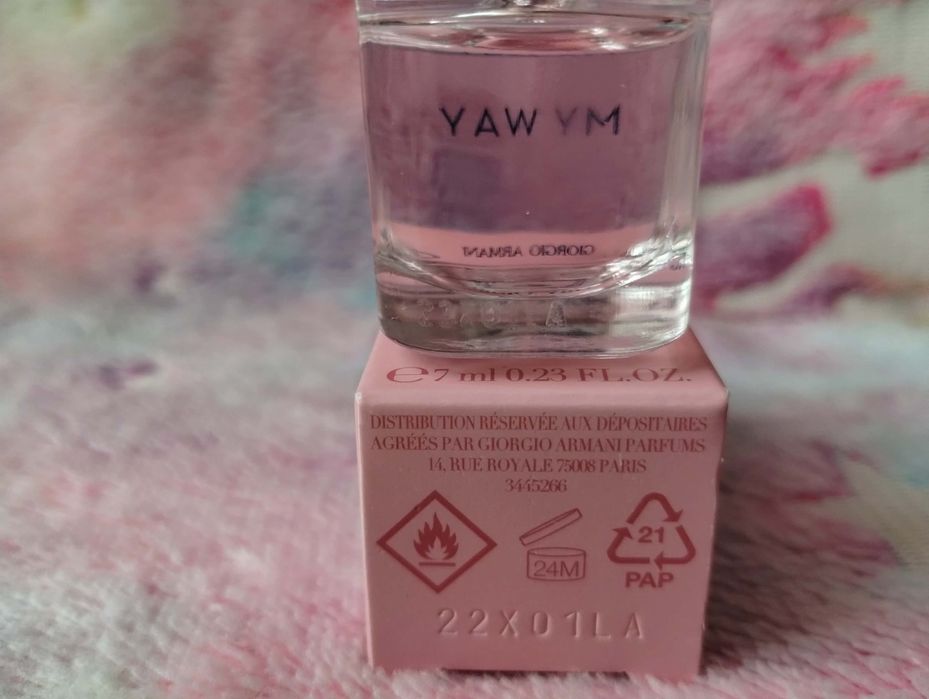 YAW YM
GIORGIO ARMANI
℮ 7 ml 0.23 FL.OZ.
DISTRIBUTION RÉSERVÉE AUX DÉPOSITAIRES
AGRÉÉS PAR GIORGIO ARMANI PARFUMS
14, RUE ROYALE 75008 PARIS
3445266
24M
21
PAP
22X01LA